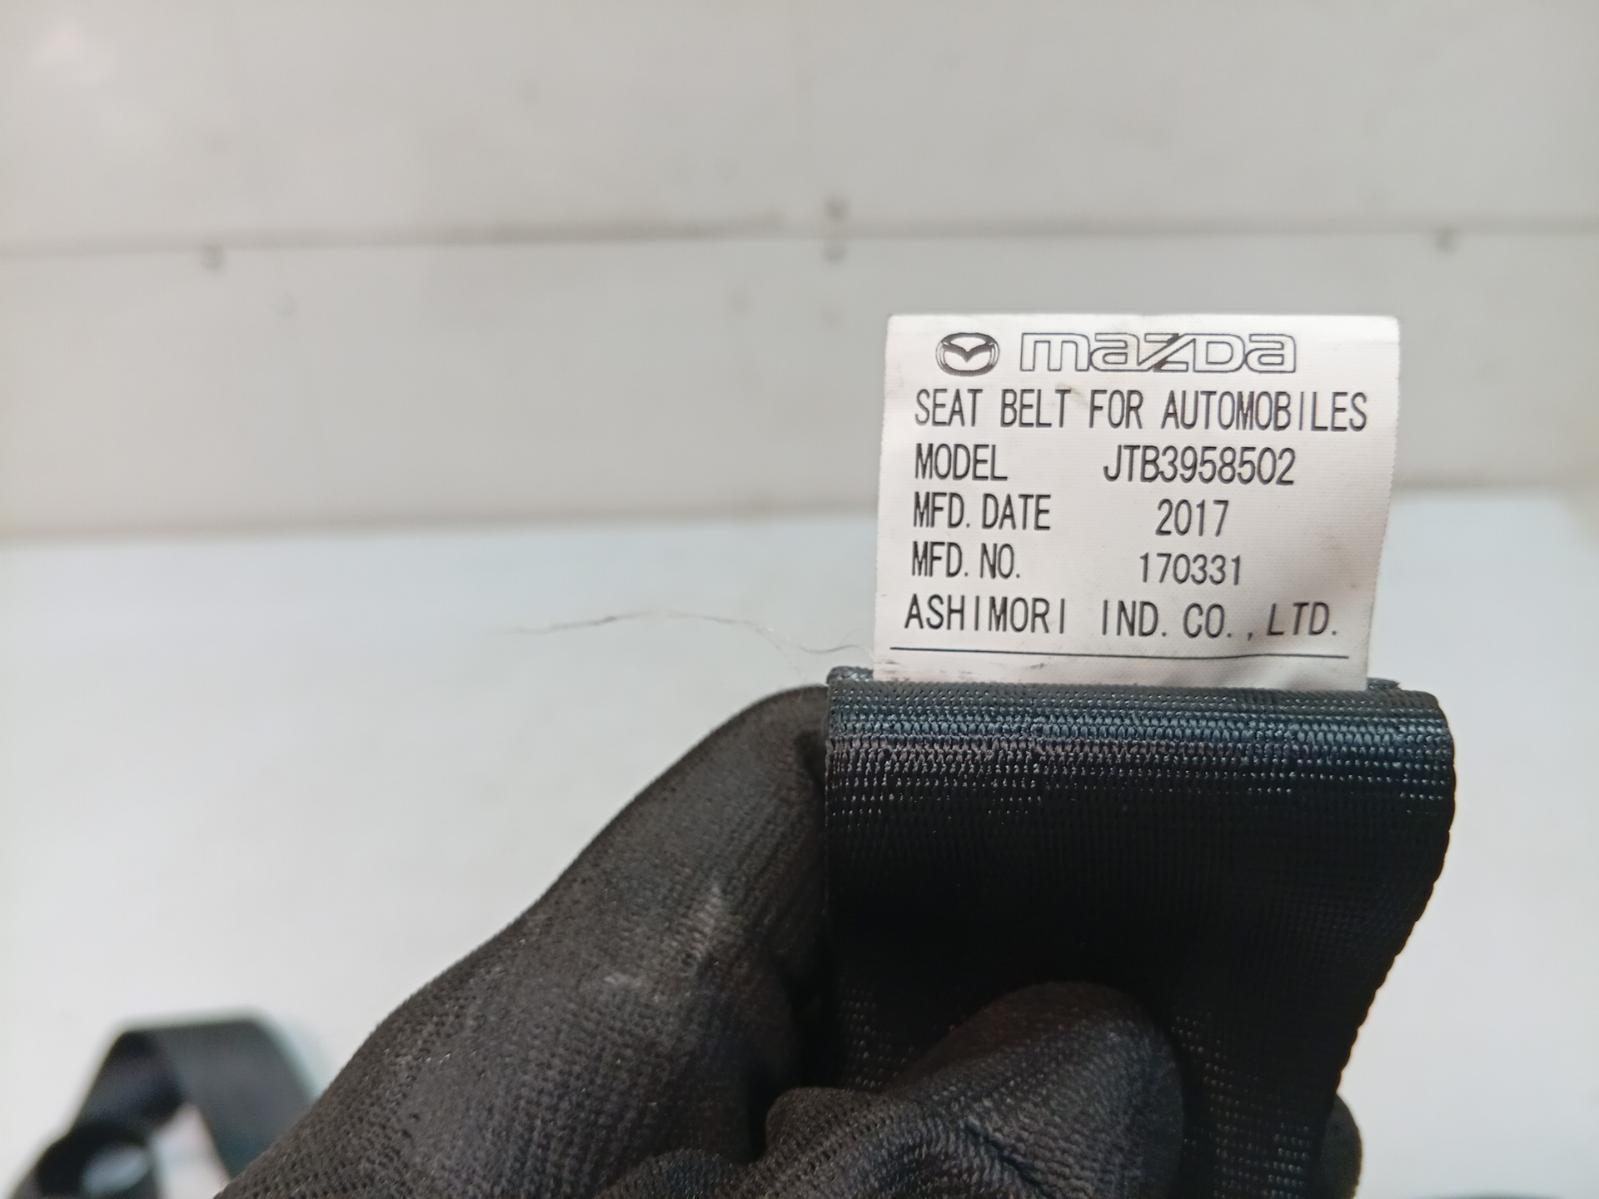 mazda
SEAT BELT FOR AUTOMOBILES
MODEL JTB3958502
MFD. DATE 2017
MFD. NO. 170331
ASHIMORI IND. CO., LTD.